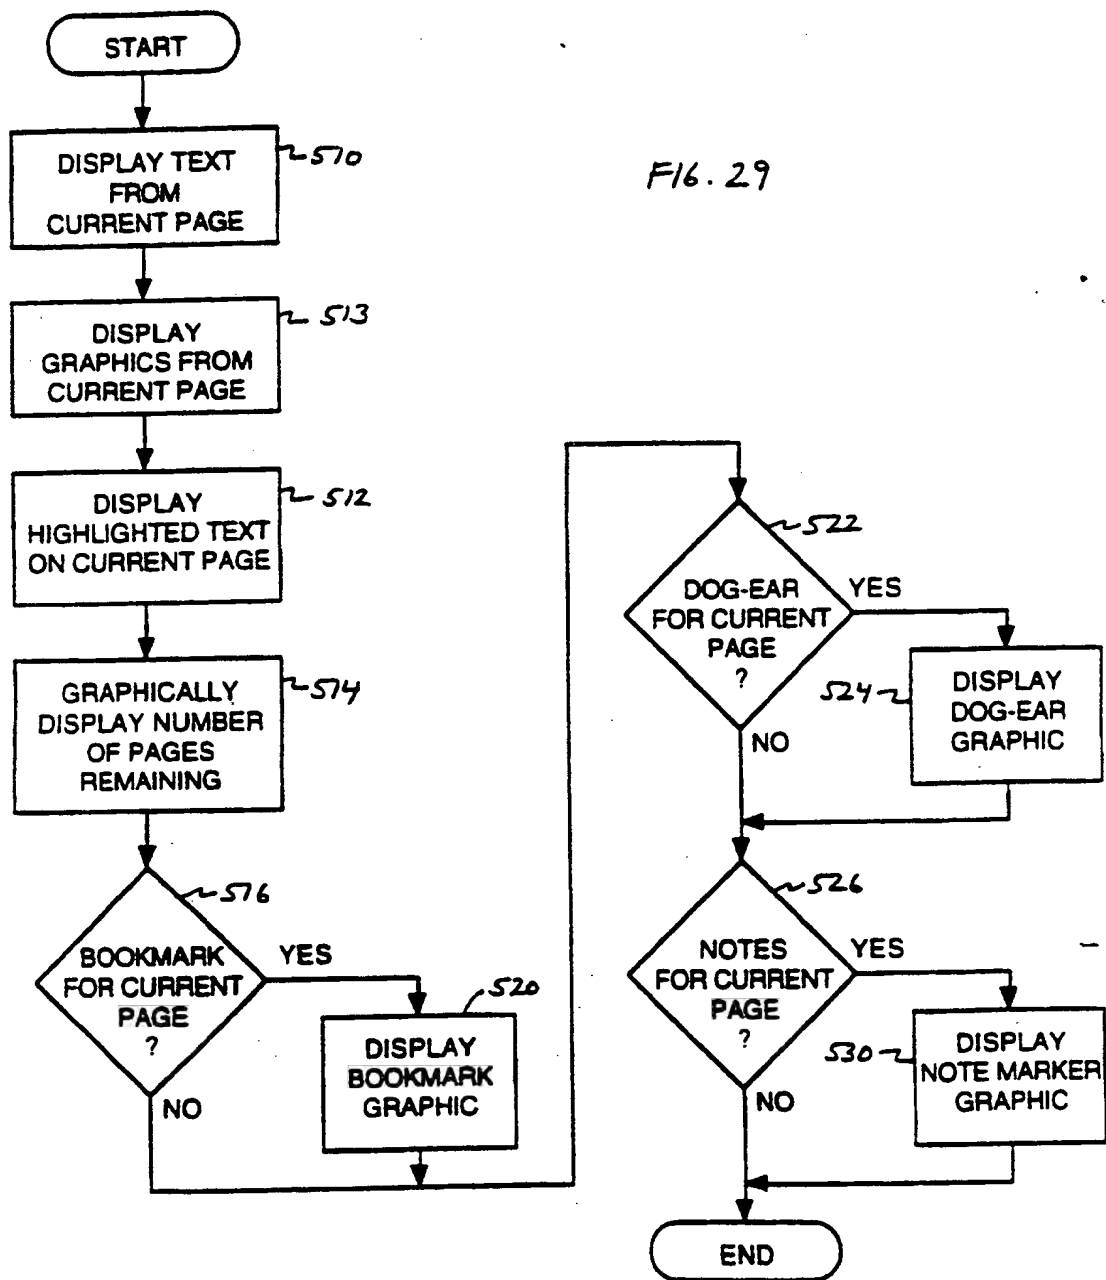 START
DISPLAY TEXT
FROM
CURRENT PAGE
510
FIG. 29
DISPLAY
GRAPHICS FROM
CURRENT PAGE
513
DISPLAY
HIGHLIGHTED TEXT
ON CURRENT PAGE
512
GRAPHICALLY
DISPLAY NUMBER
OF PAGES
REMAINING
514
BOOKMARK
FOR CURRENT
PAGE
?
516
YES
NO
DISPLAY
BOOKMARK
GRAPHIC
520
DOG-EAR
FOR CURRENT
PAGE
?
522
YES
NO
DISPLAY
DOG-EAR
GRAPHIC
524
NOTES
FOR CURRENT
PAGE
?
526
YES
NO
DISPLAY
NOTE MARKER
GRAPHIC
530
END